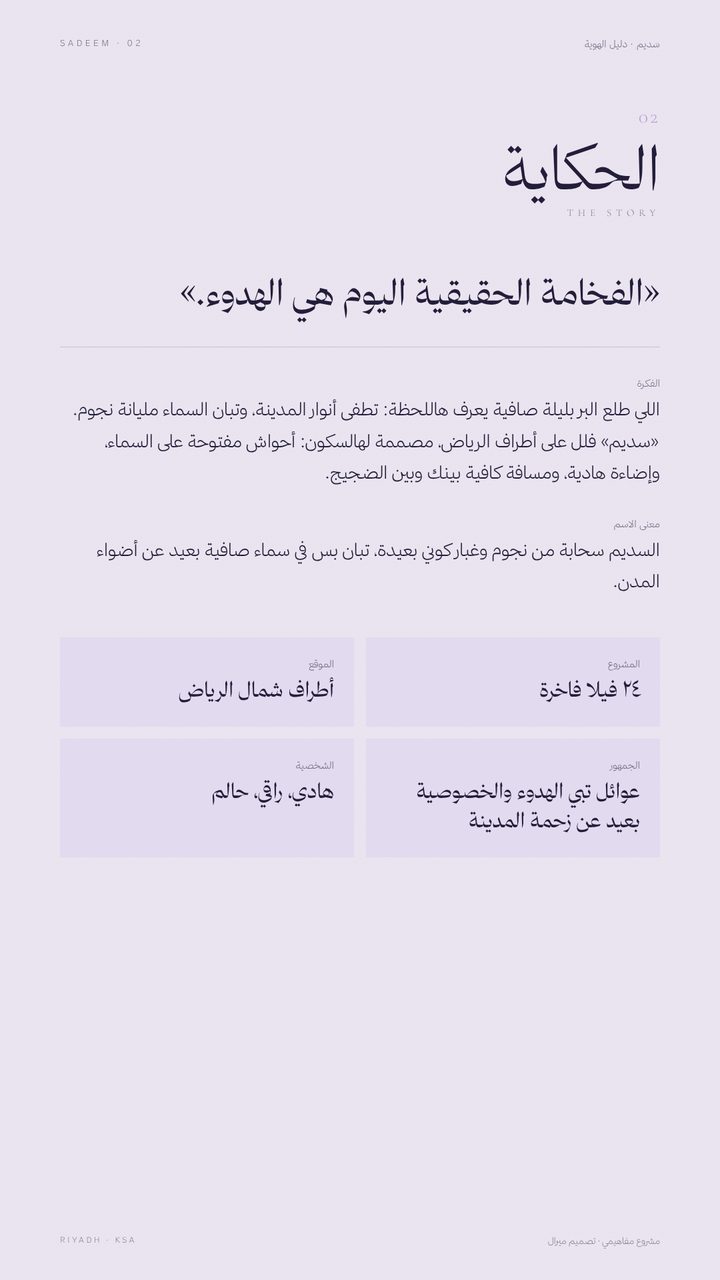 سديم · دليل الهوية
SADEEM · 02
02
الحكاية
THE STORY
«الفخامة الحقيقية اليوم هي الهدوء.»
الفكرة
اللي طلع البر بليلة صافية يعرف هاللحظة: تطفى أنوار المدينة، وتبان السماء مليانة نجوم.
«سديم» فلل على أطراف الرياض، مصممة لهالسكون: أحواش مفتوحة على السماء،
وإضاءة هادية، ومسافة كافية بينك وبين الضجيج.
معنى الاسم
السديم سحابة من نجوم وغبار كوني بعيدة، تبان بس في سماء صافية بعيد عن أضواء
المدن.
المشروع
٢٤ فيلا فاخرة
الموقع
أطراف شمال الرياض
الجمهور
عوائل تبي الهدوء والخصوصية
بعيد عن زحمة المدينة
الشخصية
هادي، راقي، حالم
مشروع مفاهيمي · تصميم ميرال
RIYADH · KSA